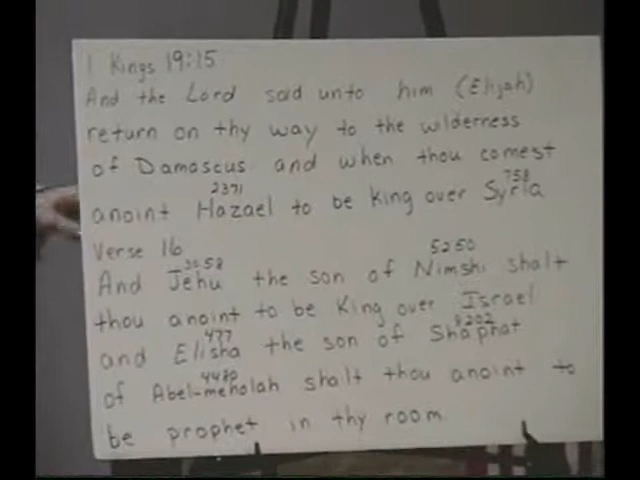 1 Kings 19:15
And the Lord said unto him (Elijah)
return on thy way to the wilderness
of Damascus and when thou comest
2371 758
anoint Hazael to be king over Syria
Verse 16
3058 5250
And Jehu the son of Nimshi shalt
thou anoint to be King over Israel
477 8202
and Elisha the son of Shaphat
4480
of Abel-meholah shalt thou anoint to
be prophet in thy room